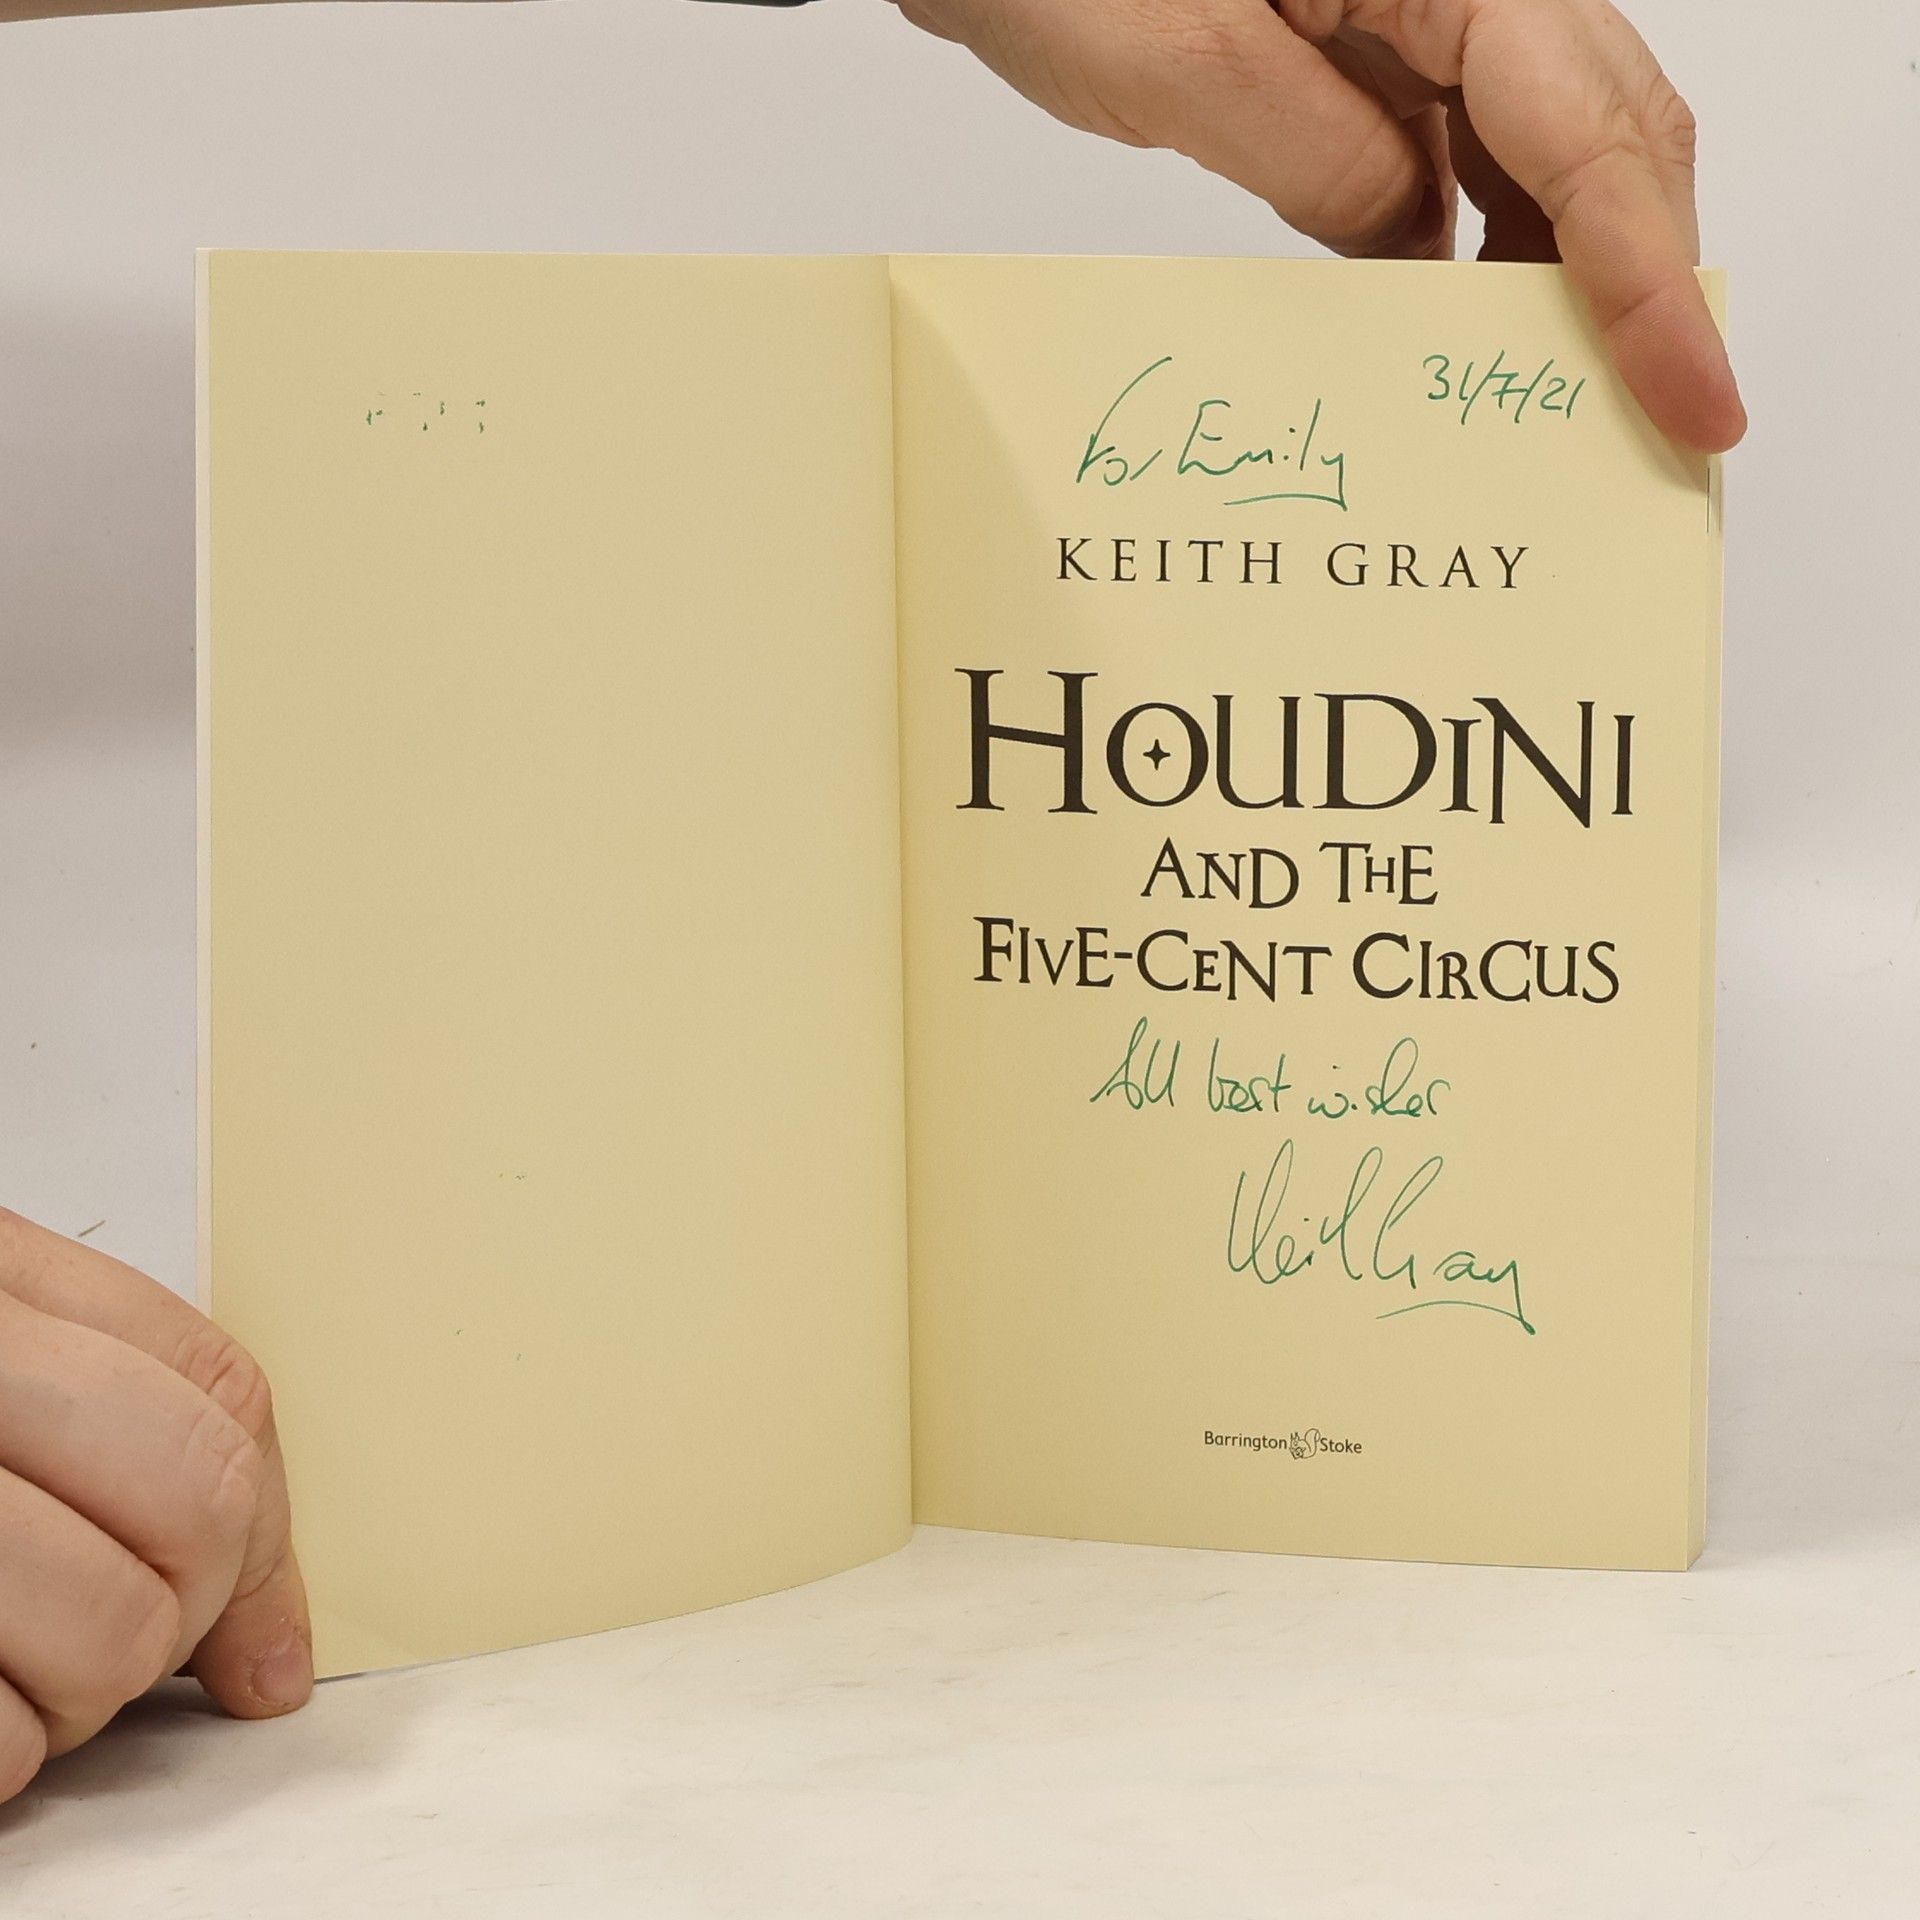 31/7/21
For Emily
KEITH GRAY
HOUDINI
AND THE
FIVE-CENT CIRCUS
All best wishes
Keith Gray
Barrington Stoke